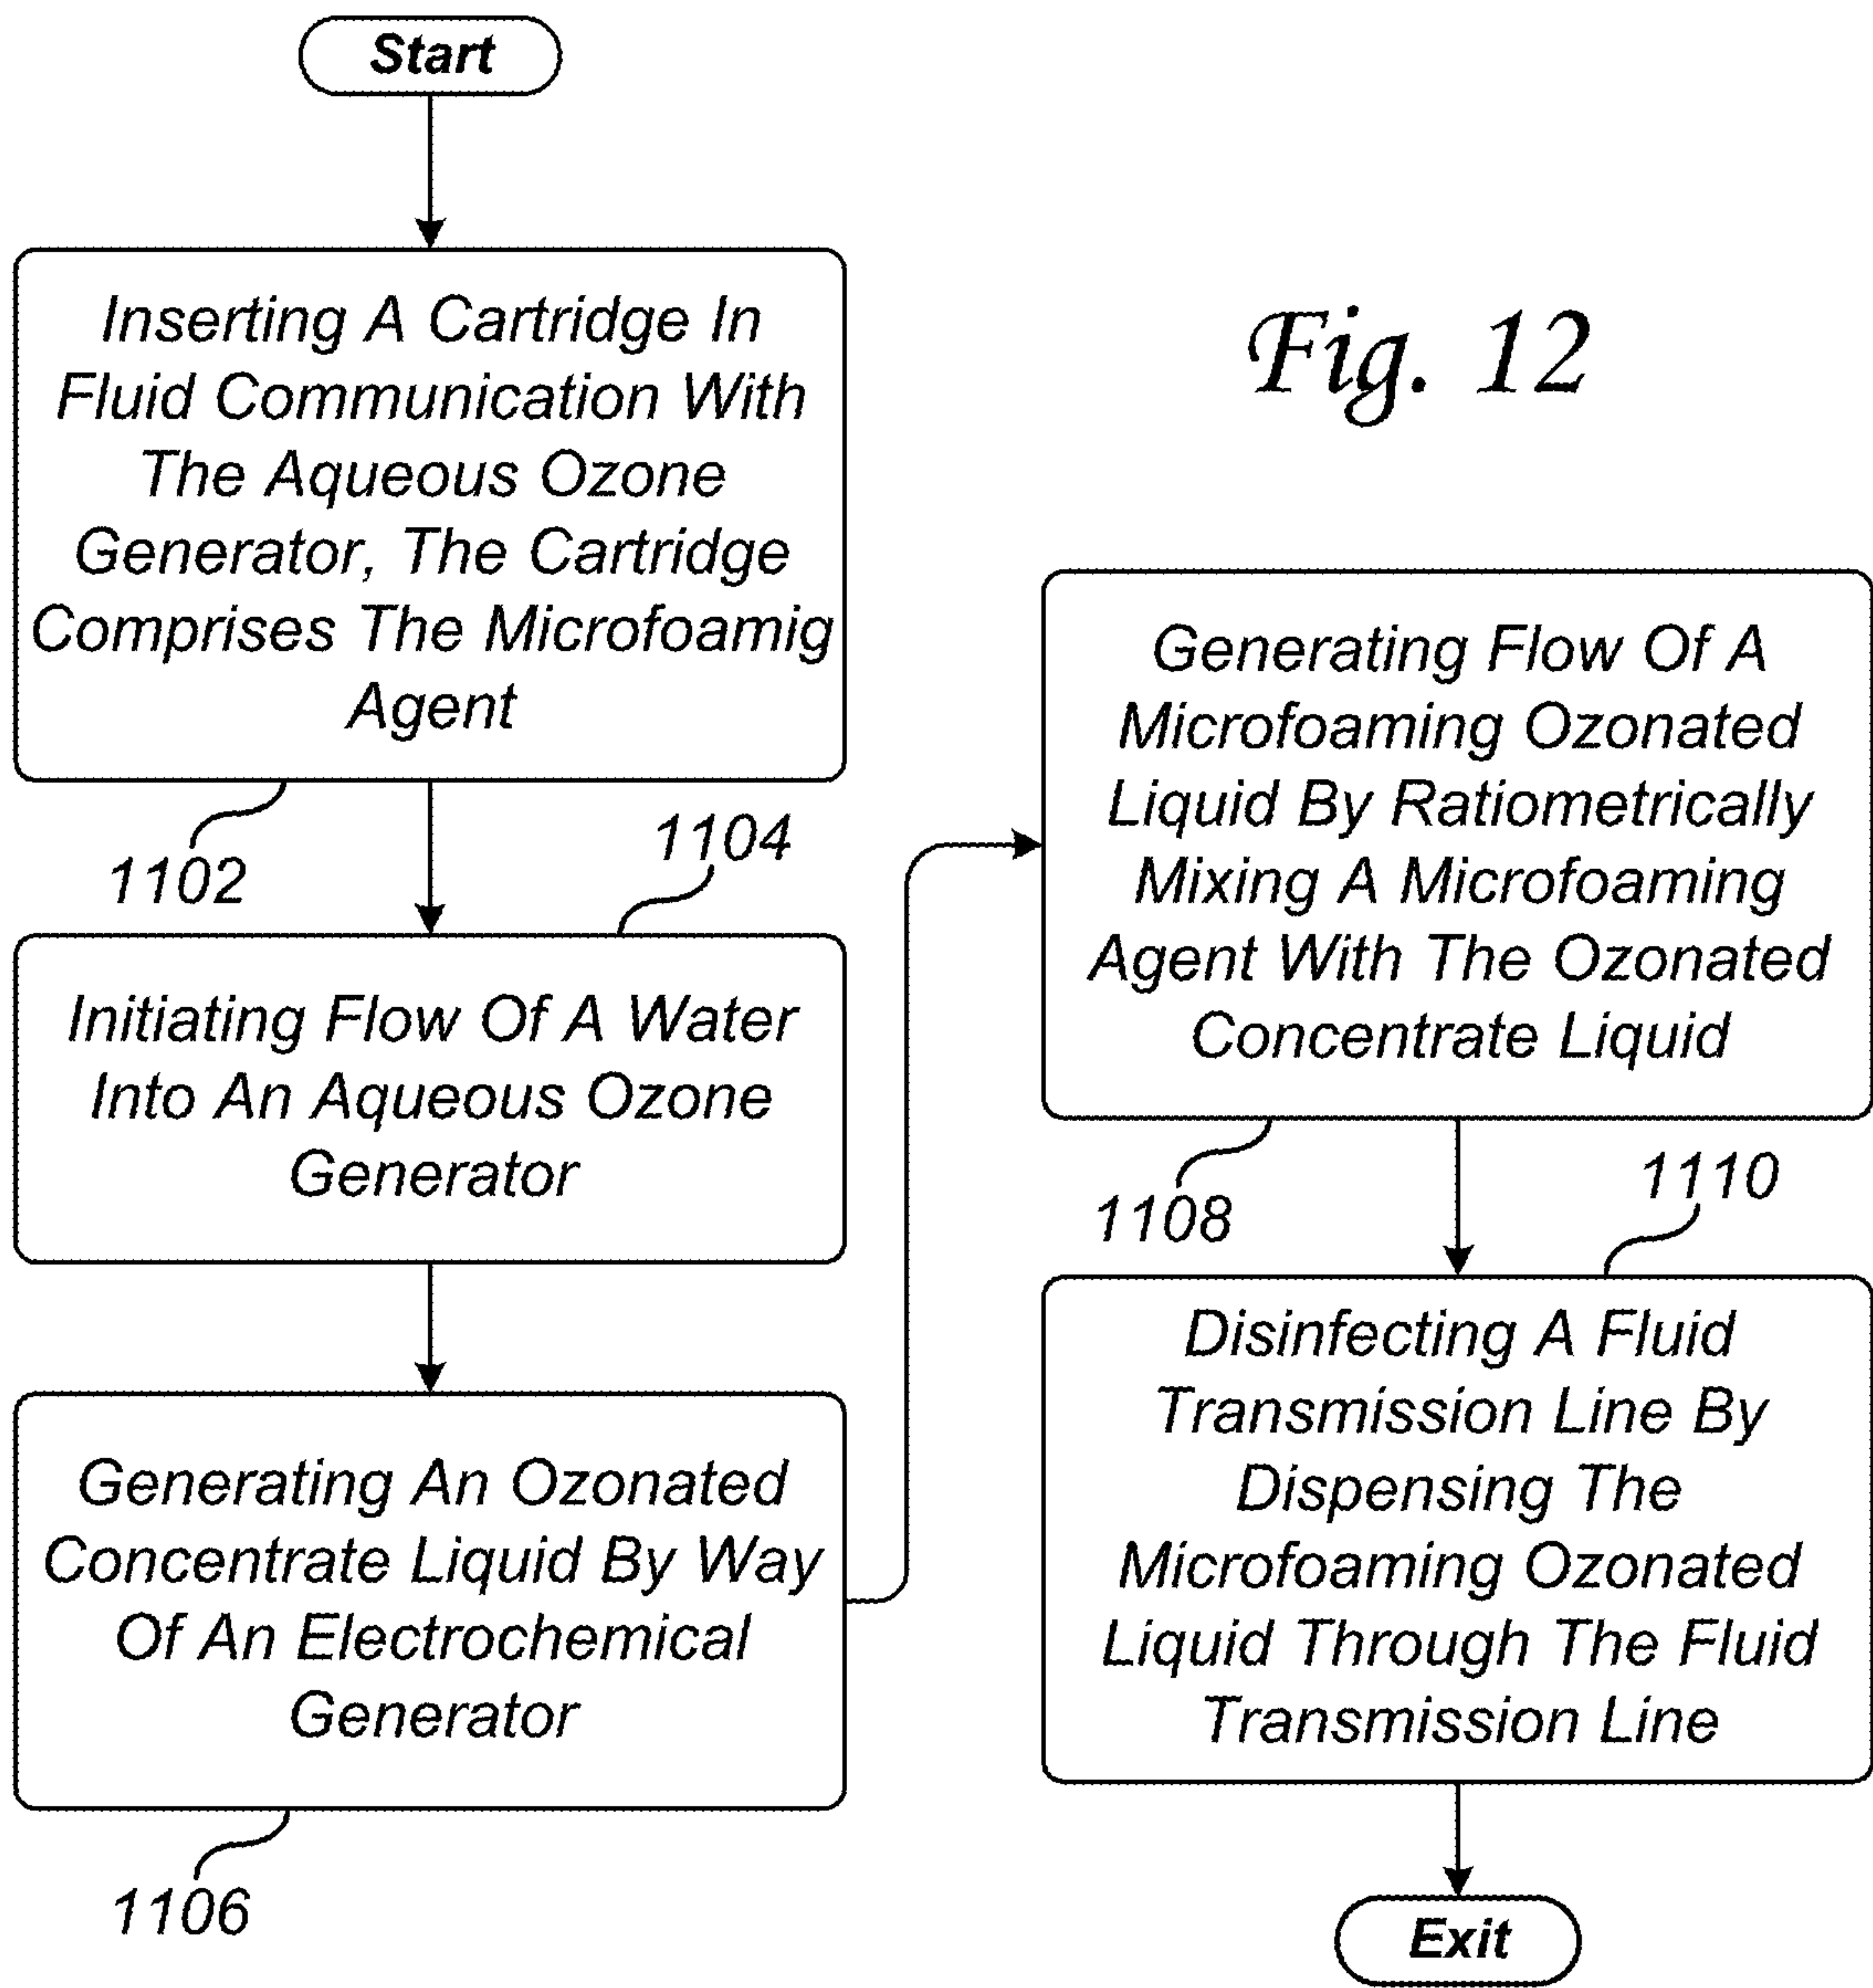 Start
Inserting A Cartridge In
Fluid Communication With
The Aqueous Ozone
Generator, The Cartridge
Comprises The Microfoamig
Agent
1102
1104
Initiating Flow Of A Water
Into An Aqueous Ozone
Generator
Generating An Ozonated
Concentrate Liquid By Way
Of An Electrochemical
Generator
1106
Fig. 12
Generating Flow Of A
Microfoaming Ozonated
Liquid By Ratiometrically
Mixing A Microfoaming
Agent With The Ozonated
Concentrate Liquid
1108
1110
Disinfecting A Fluid
Transmission Line By
Dispensing The
Microfoaming Ozonated
Liquid Through The Fluid
Transmission Line
Exit